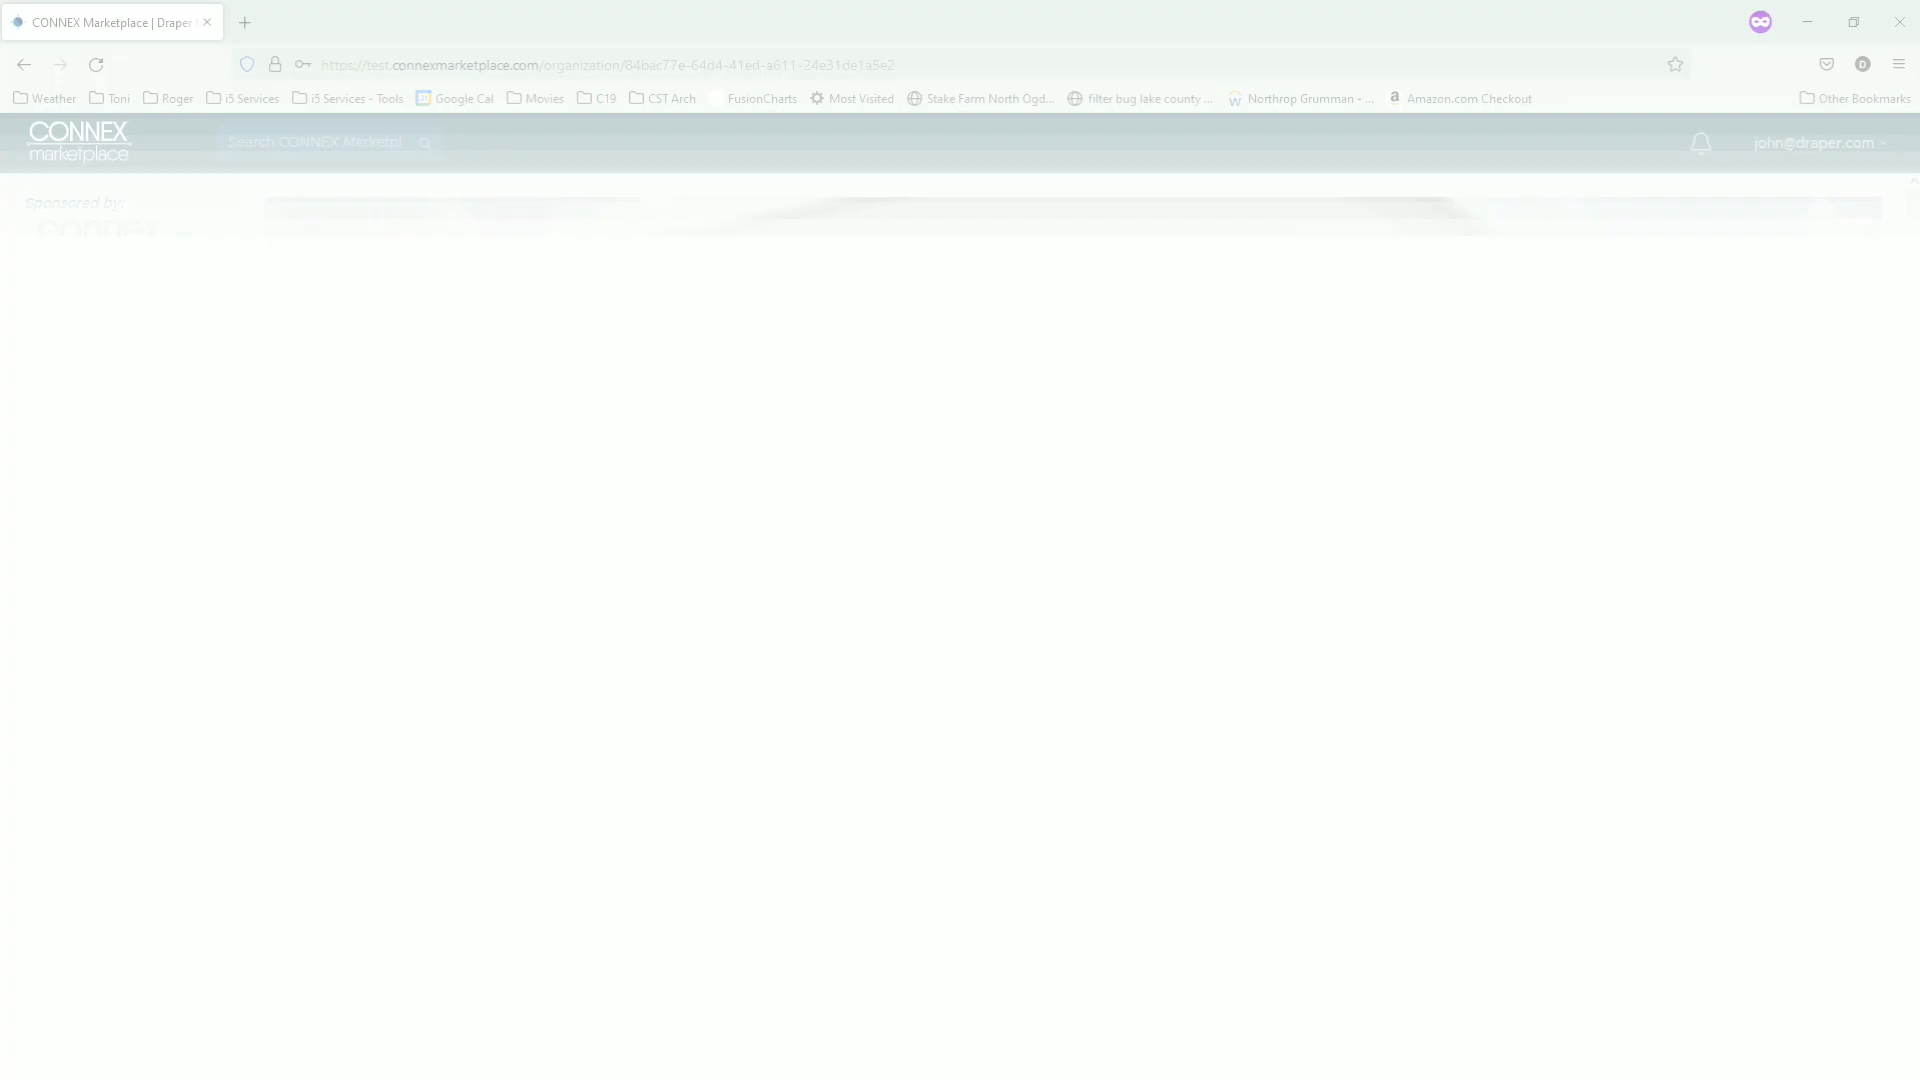 CONNEX Marketplace | Draper
https://test.connexmarketplace.com/organization/84bac77e-64d4-41ed-a611-24e31de1a5e2
D
Weather Toni Roger i5 Services i5 Services - Tools Google Cal Movies C19 CST Arch FusionCharts Most Visited Stake Farm North Ogd... filter bug lake county ... Northrop Grumman - ... Amazon.com Checkout Other Bookmarks
CONNEX
marketplace
Search CONNEX Marketpl
john@draper.com
Sponsored by:
connex